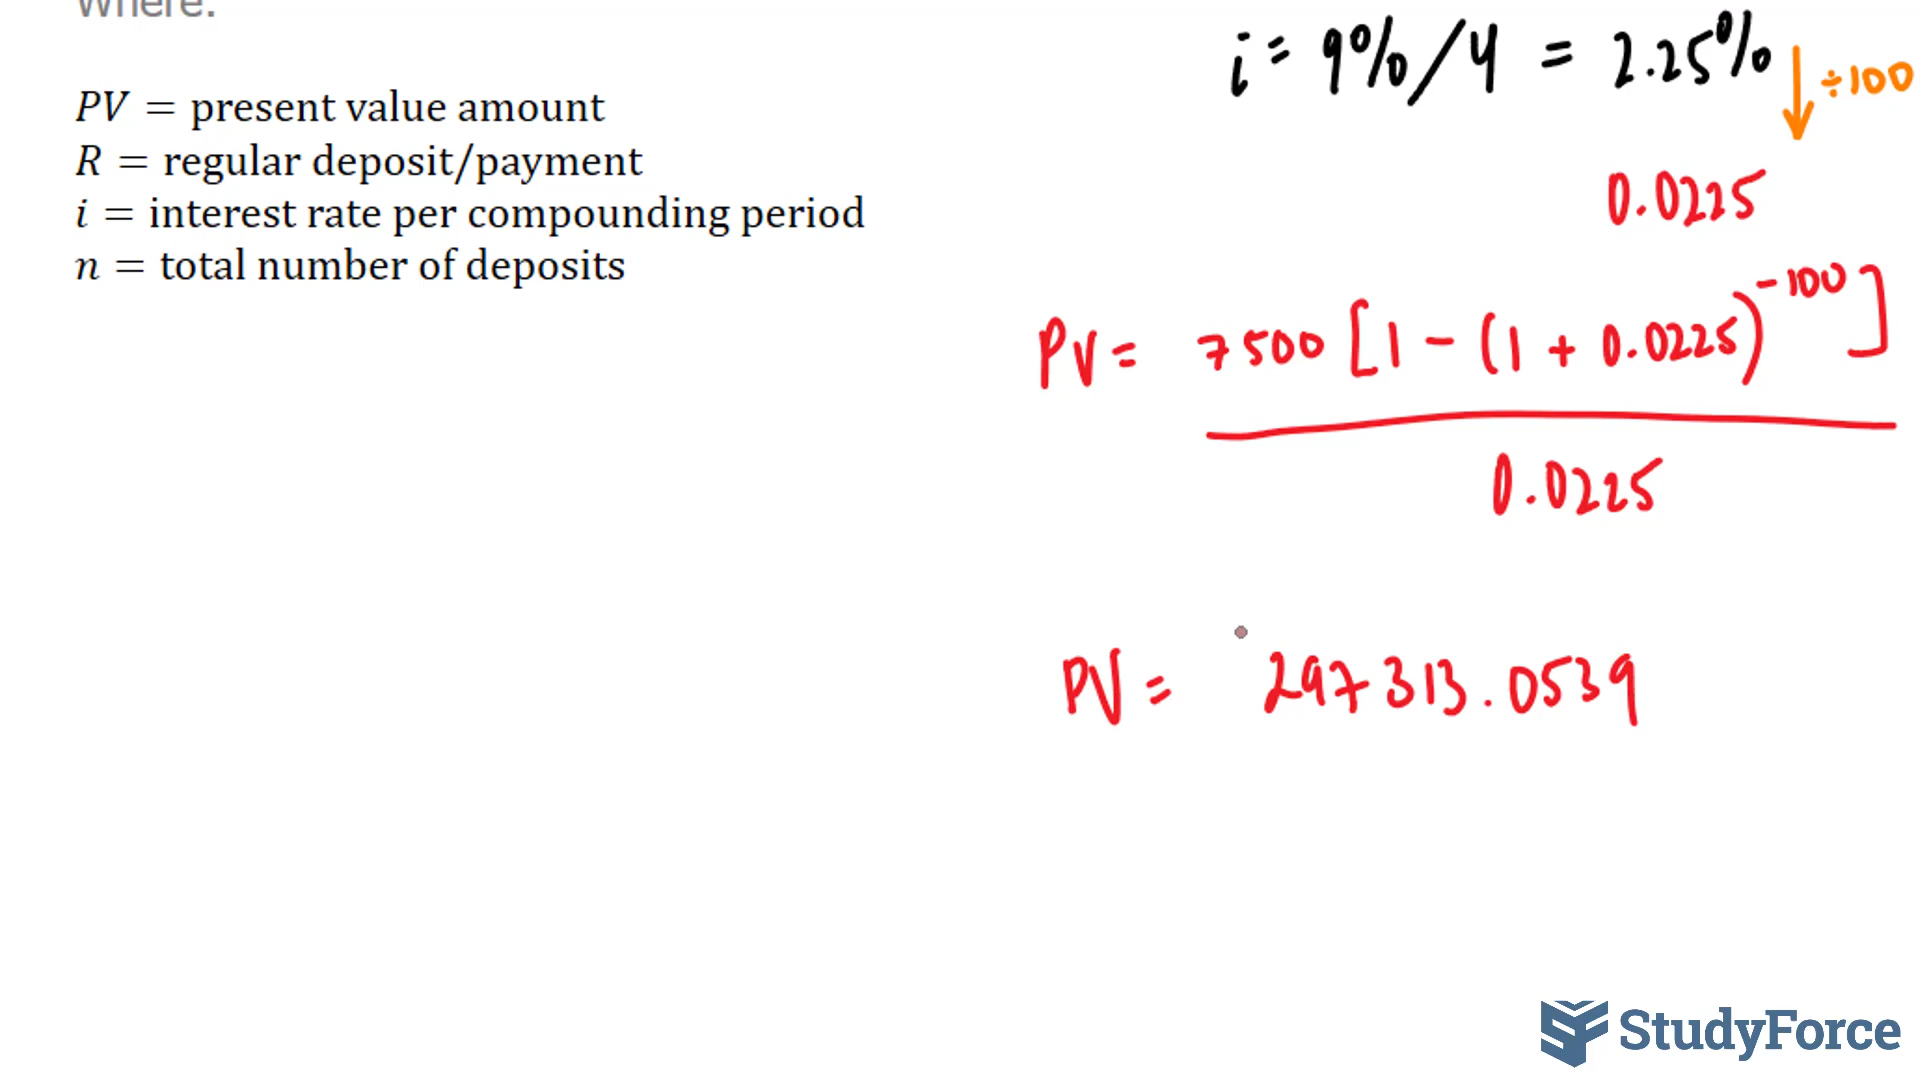 Where:
PV = present value amount
R = regular deposit/payment
i = interest rate per compounding period
n = total number of deposits
i = 9%/4 = 2.25%
÷100
0.0225
PV = 7500 [1 - (1 + 0.0225)^-100]
0.0225
PV = 297313.0539
StudyForce